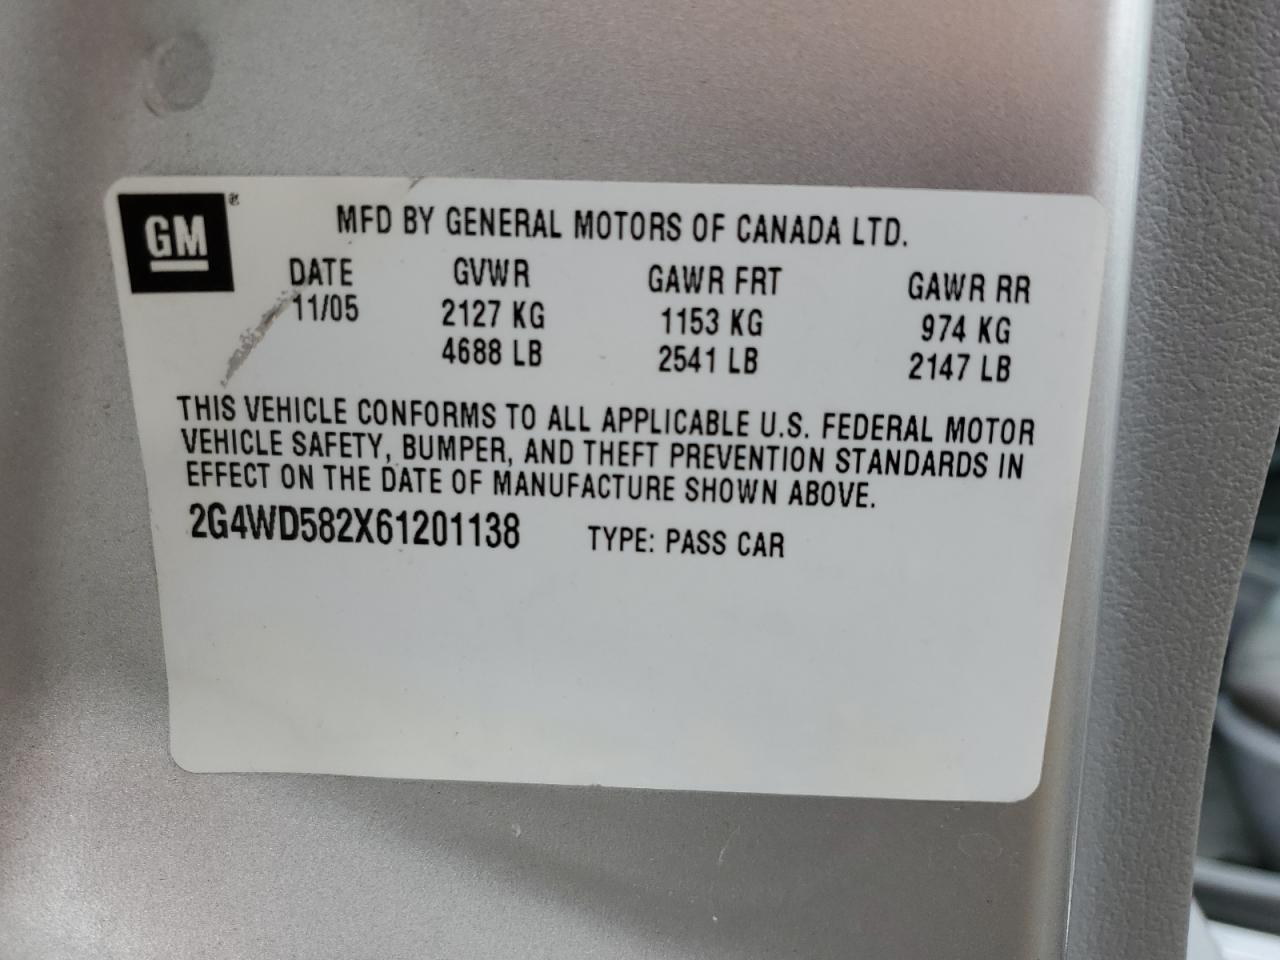 GM®
MFD BY GENERAL MOTORS OF CANADA LTD.
DATE GVWR GAWR FRT GAWR RR
11/05 2127 KG 1153 KG 974 KG
4688 LB 2541 LB 2147 LB
THIS VEHICLE CONFORMS TO ALL APPLICABLE U.S. FEDERAL MOTOR
VEHICLE SAFETY, BUMPER, AND THEFT PREVENTION STANDARDS IN
EFFECT ON THE DATE OF MANUFACTURE SHOWN ABOVE.
2G4WD582X61201138 TYPE: PASS CAR